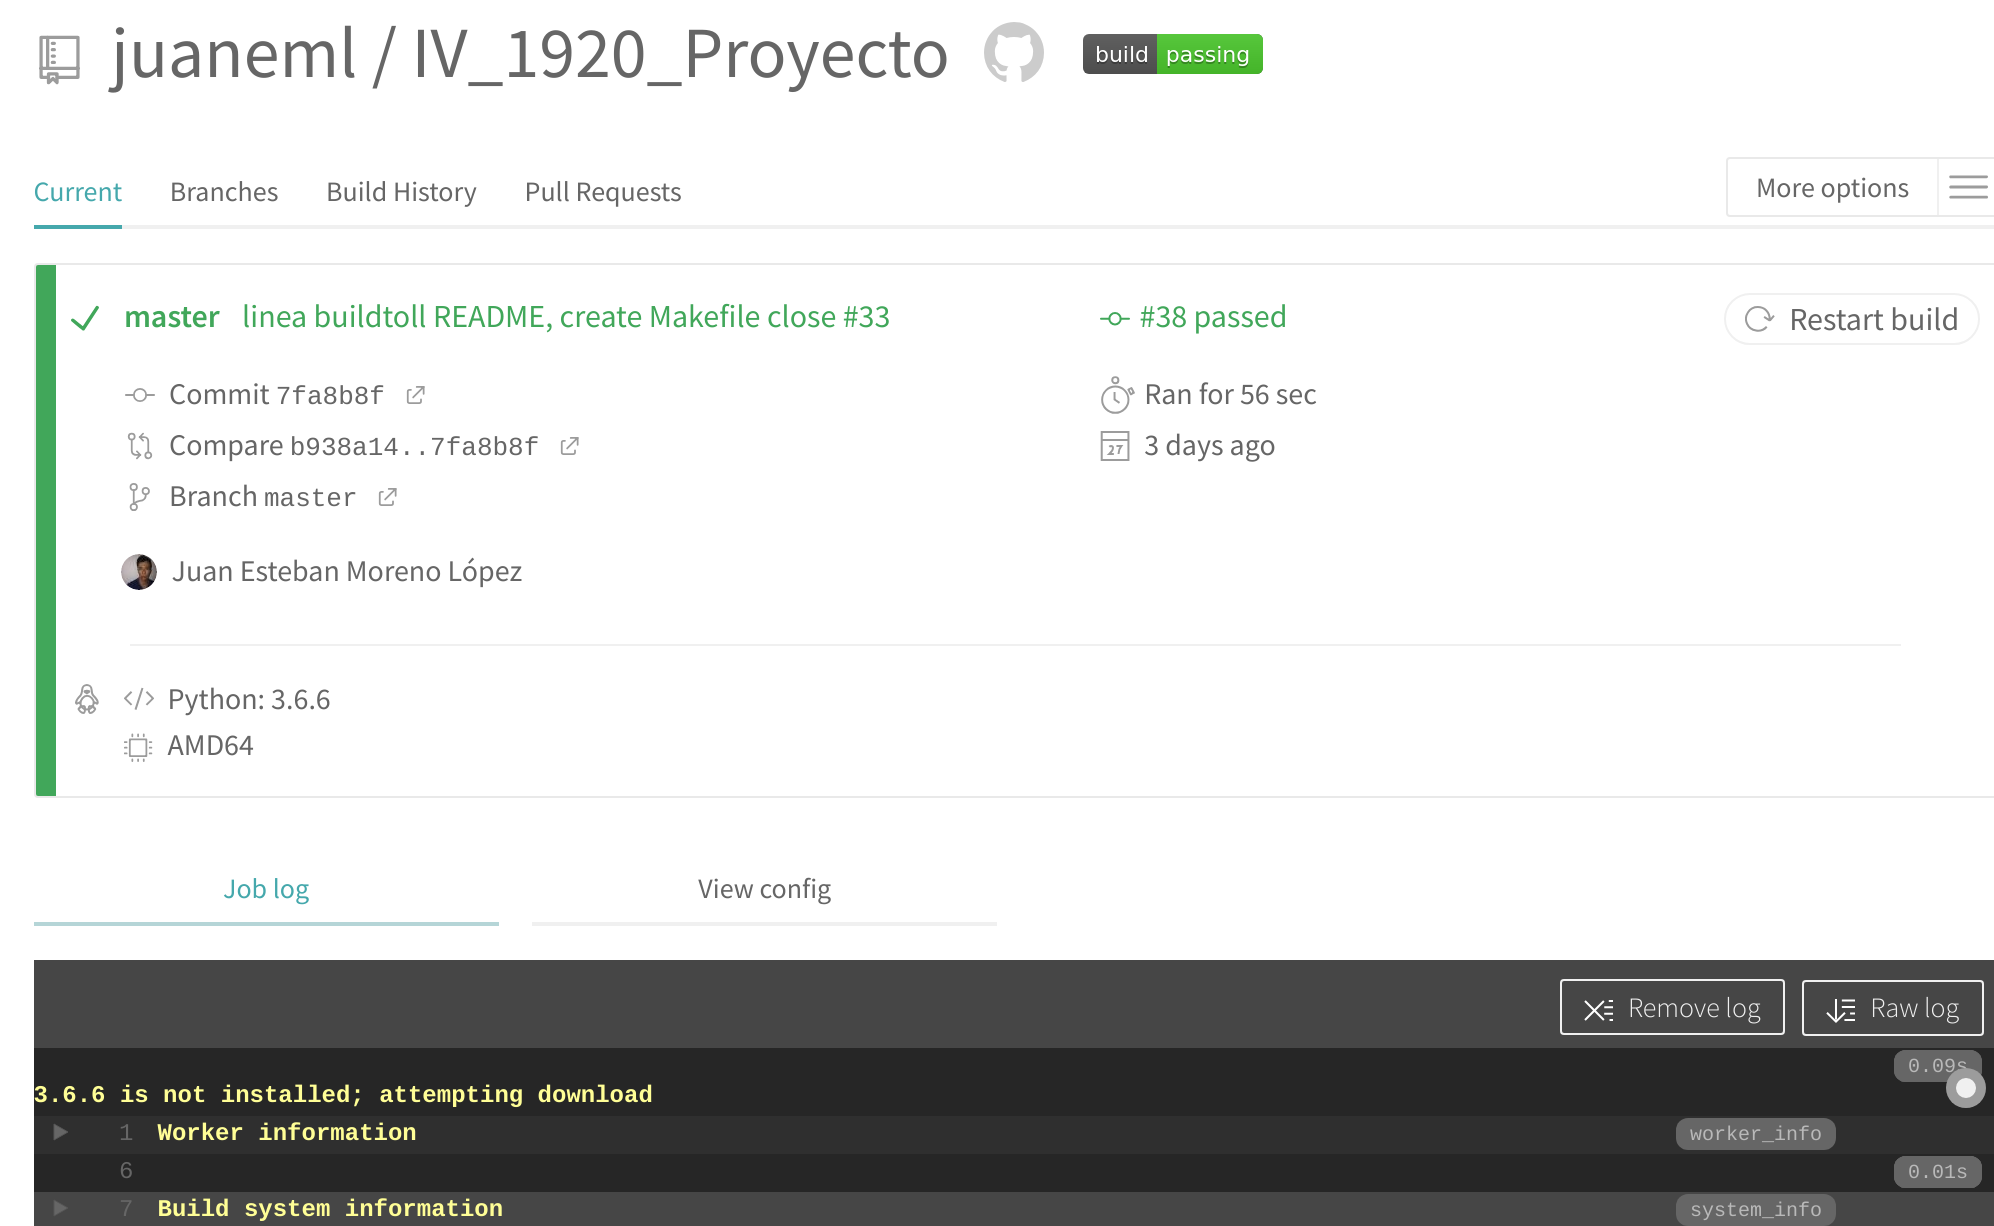 juaneml / IV_1920_Proyecto build passing
Current Branches Build History Pull Requests More options
master linea buildtoll README, create Makefile close #33 #38 passed Restart build
Commit 7fa8b8f Ran for 56 sec
Compare b938a14..7fa8b8f 27 3 days ago
Branch master
Juan Esteban Moreno López
</> Python: 3.6.6
AMD64
Job log View config
Remove log Raw log
0.09s
3.6.6 is not installed; attempting download
1 Worker information worker_info
6 0.01s
7 Build system information system_info